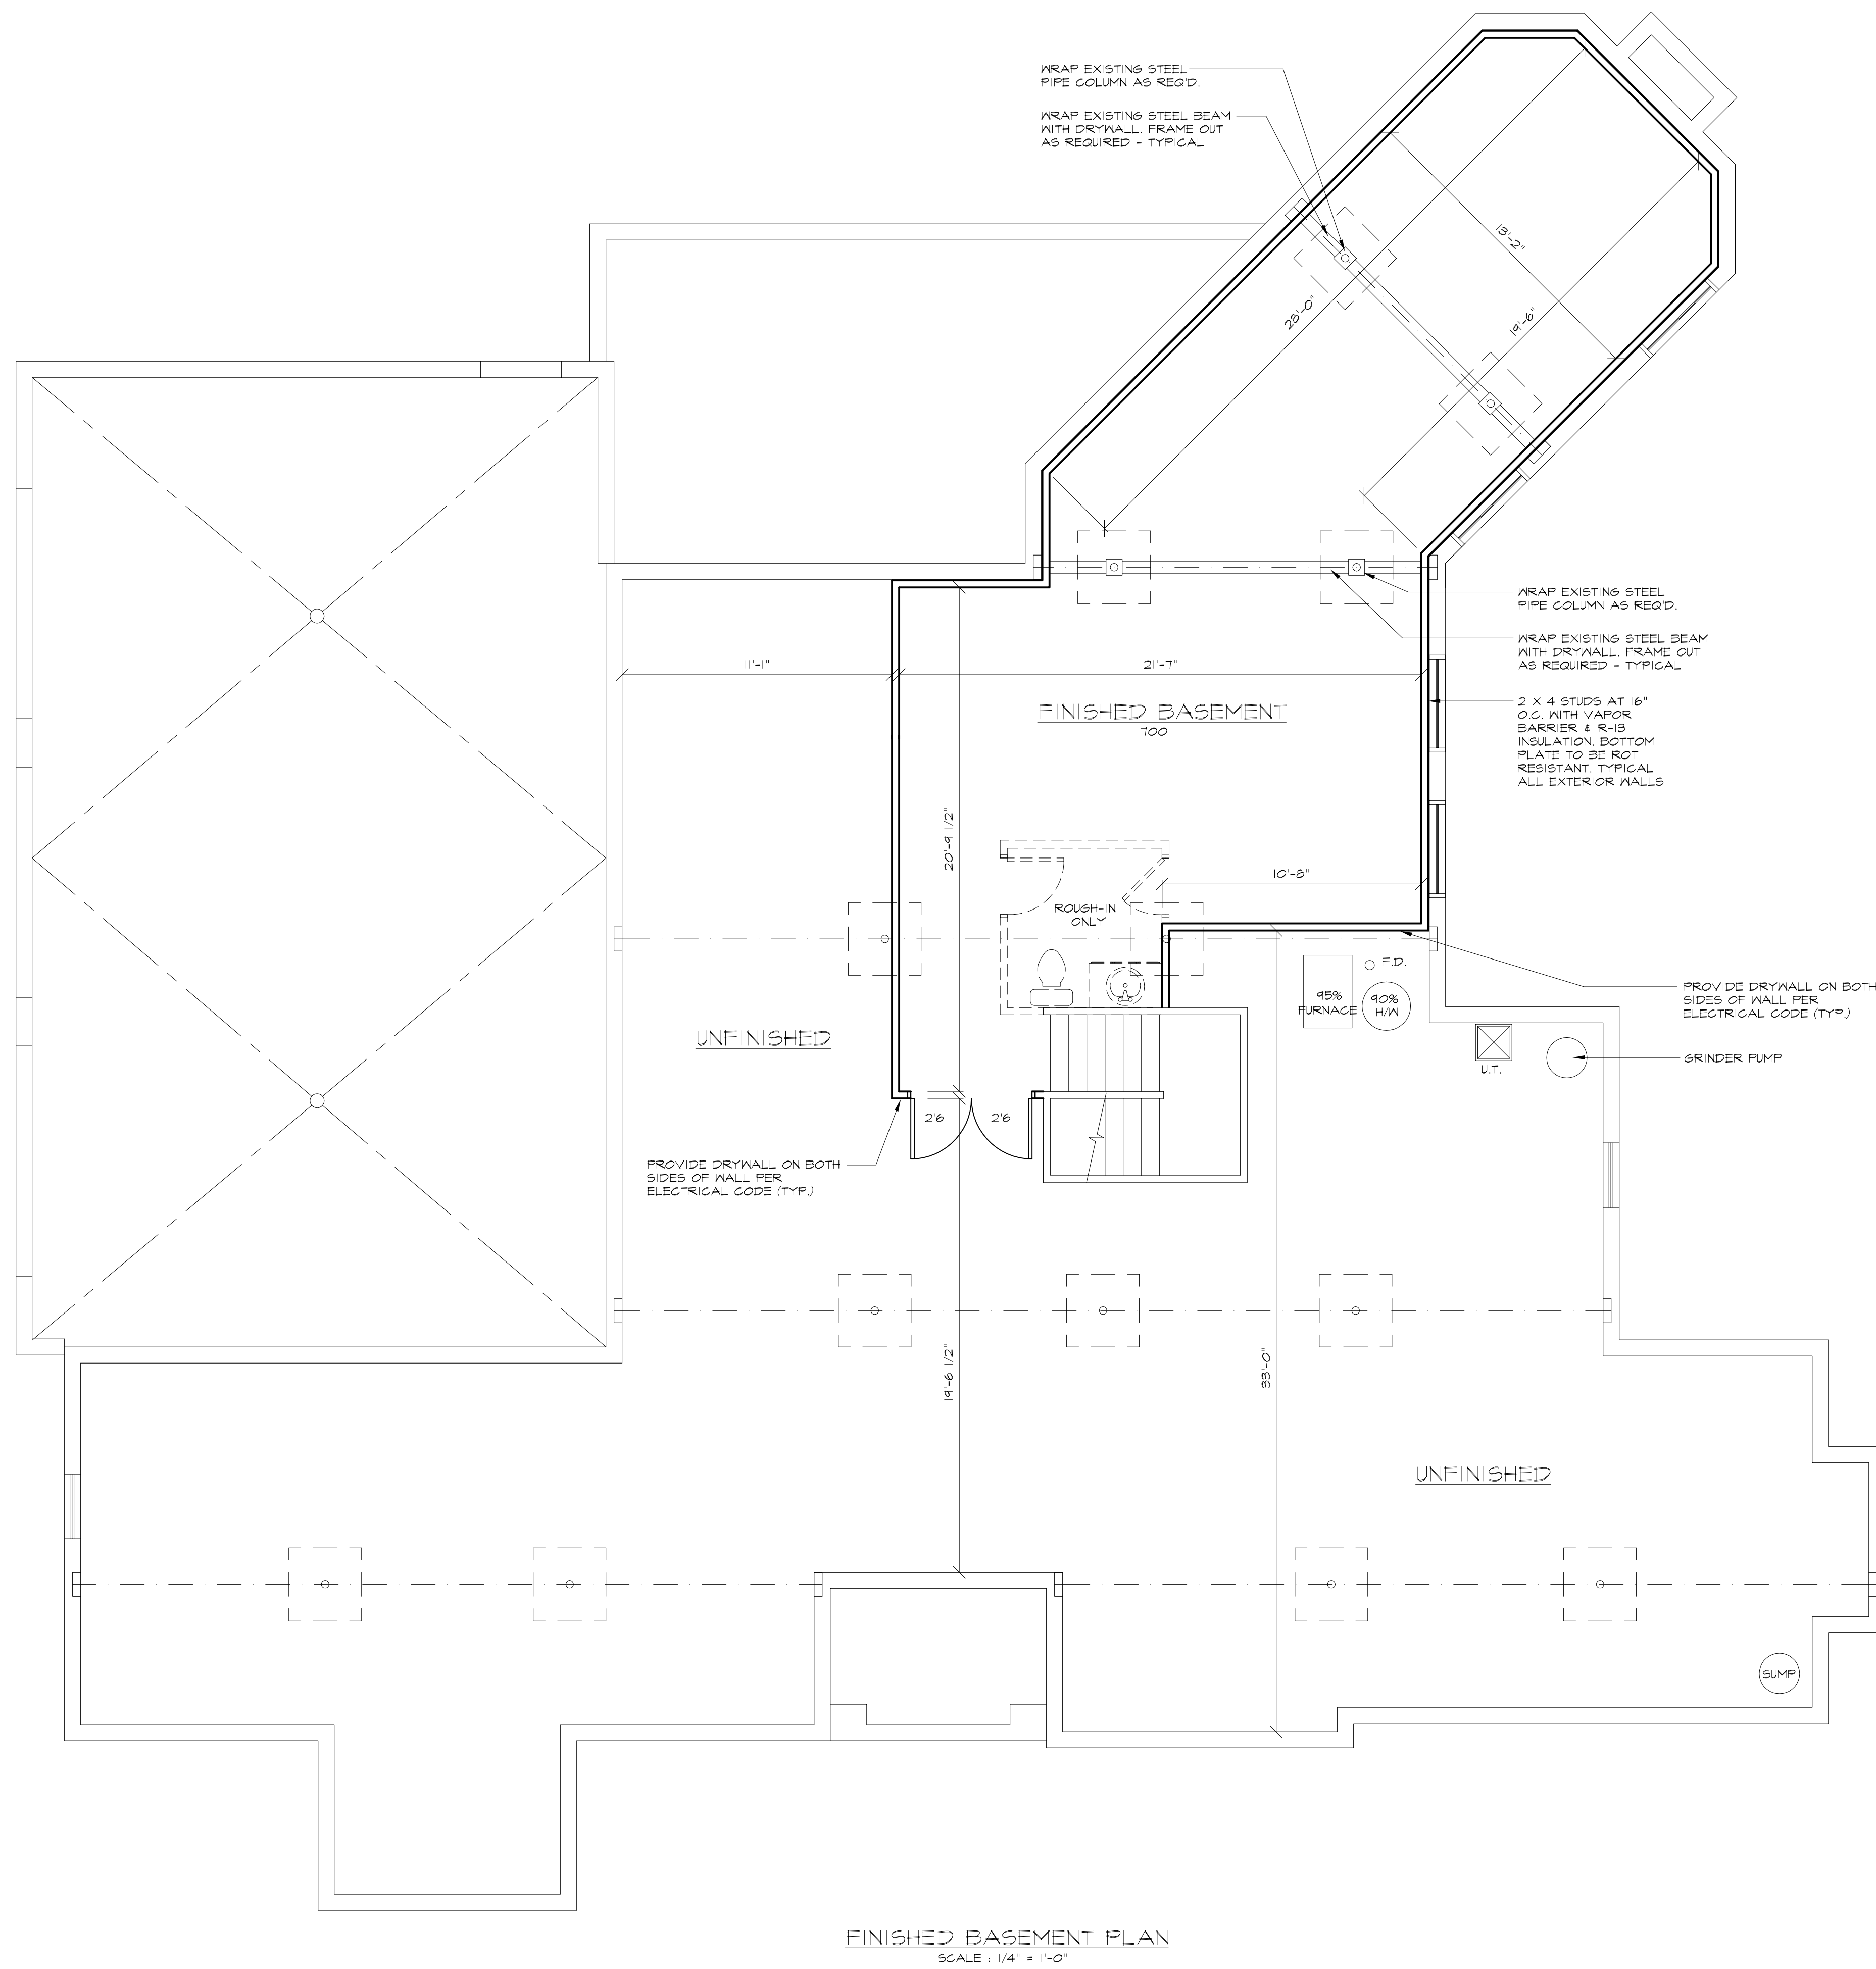 WRAP EXISTING STEEL
PIPE COLUMN AS REQ'D.
WRAP EXISTING STEEL BEAM
WITH DRYWALL. FRAME OUT
AS REQUIRED - TYPICAL
13'-2"
28'-0"
19'-6"
WRAP EXISTING STEEL
PIPE COLUMN AS REQ'D.
WRAP EXISTING STEEL BEAM
WITH DRYWALL. FRAME OUT
AS REQUIRED - TYPICAL
11'-1"
21'-7"
FINISHED BASEMENT
700
2 X 4 STUDS AT 16"
O.C. WITH VAPOR
BARRIER & R-13
INSULATION. BOTTOM
PLATE TO BE ROT
RESISTANT. TYPICAL
ALL EXTERIOR WALLS
20'-9 1/2"
10'-8"
ROUGH-IN
ONLY
F.D.
95%
FURNACE
90%
H/W
PROVIDE DRYWALL ON BOTH
SIDES OF WALL PER
ELECTRICAL CODE (TYP.)
UNFINISHED
U.T.
GRINDER PUMP
2'6
2'6
PROVIDE DRYWALL ON BOTH
SIDES OF WALL PER
ELECTRICAL CODE (TYP.)
19'-6 1/2"
33'-0"
UNFINISHED
SUMP
FINISHED BASEMENT PLAN
SCALE : 1/4" = 1'-0"